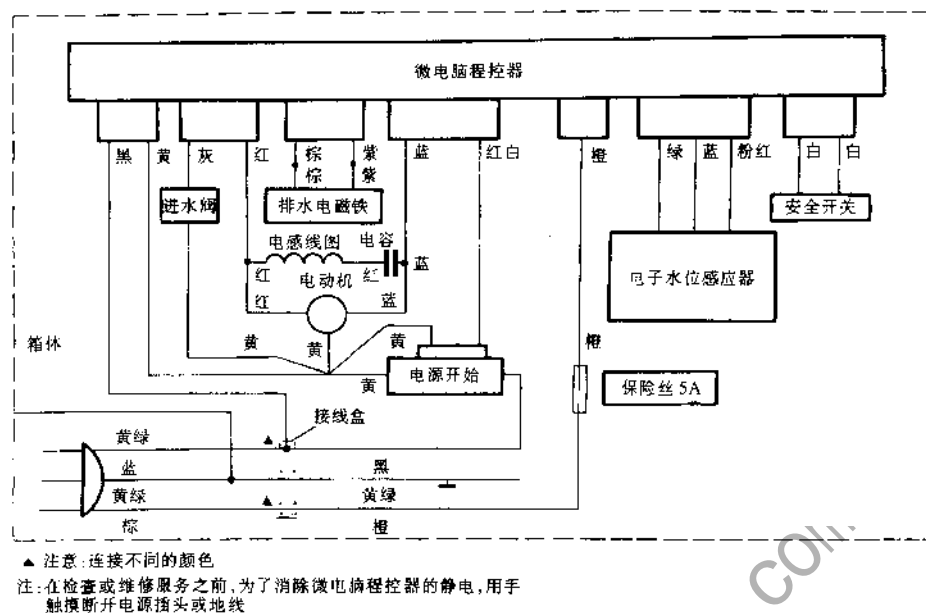 微电脑程控器
黑 黄 灰 红 棕 紫 蓝 红白 橙 绿 蓝 粉红 白 白
棕 紫
进水阀 排水电磁铁 安全开关
电感线图 电容
红 红 蓝
电动机
电子水位感应器
红 蓝
箱体
黄 黄 黄 橙
黄 电源开始
保险丝 5A
接线盒
黄绿
▲
蓝 黑
黄绿 ▲ 黄绿
棕 橙
▲ 注意:连接不同的颜色
注:在检查或维修服务之前,为了消除微电脑程控器的静电,用手
触摸断开电源插头或地线